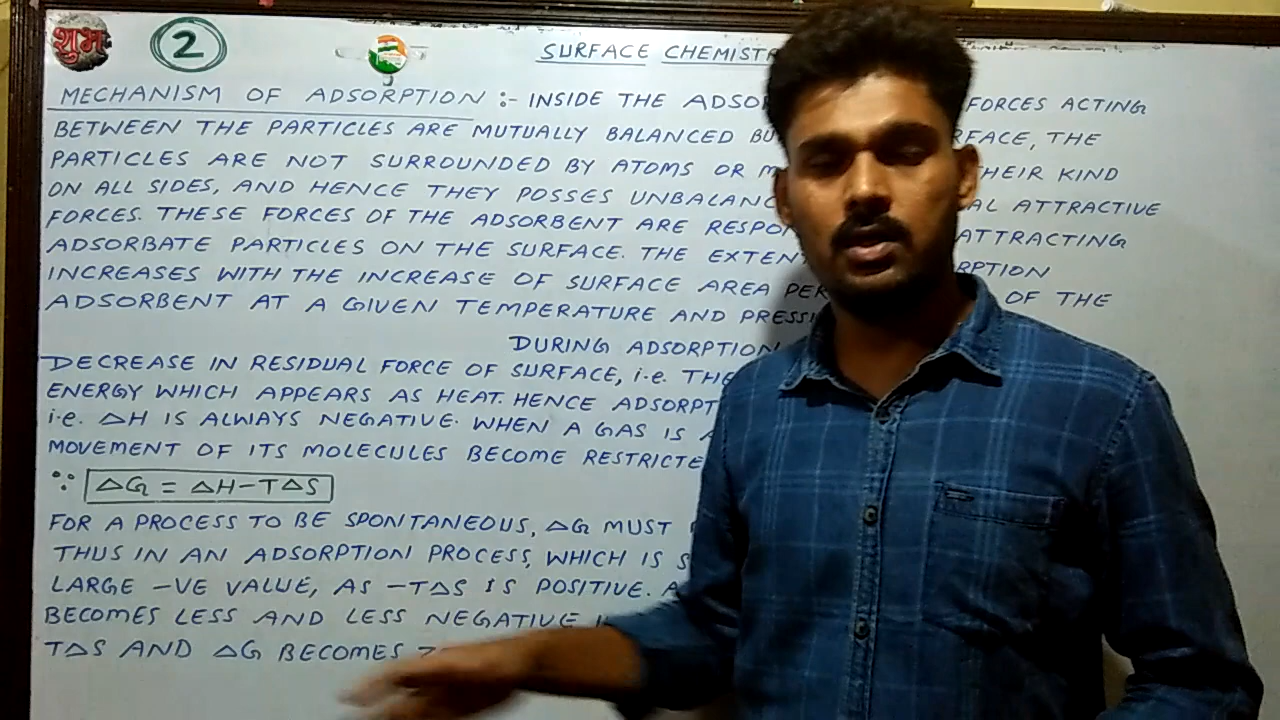 शुभ
2
SURFACE CHEMIST
MECHANISM OF ADSORPTION :- INSIDE THE ADSO FORCES ACTING
BETWEEN THE PARTICLES ARE MUTUALLY BALANCED BU RFACE, THE
PARTICLES ARE NOT SURROUNDED BY ATOMS OR M HEIR KIND
ON ALL SIDES, AND HENCE THEY POSSES UNBALANC AL ATTRACTIVE
FORCES. THESE FORCES OF THE ADSORBENT ARE RESPO ATTRACTING
ADSORBATE PARTICLES ON THE SURFACE. THE EXTEN RPTION
INCREASES WITH THE INCREASE OF SURFACE AREA PER OF THE
ADSORBENT AT A GIVEN TEMPERATURE AND PRESS
DURING ADSORPTION
DECREASE IN RESIDUAL FORCE OF SURFACE, i.e. THE
ENERGY WHICH APPEARS AS HEAT. HENCE ADSORPT
i.e. ΔH IS ALWAYS NEGATIVE. WHEN A GAS IS A
MOVEMENT OF ITS MOLECULES BECOME RESTRICTE
∵ ΔG = ΔH-TΔS
FOR A PROCESS TO BE SPONTANEOUS, ΔG MUST
THUS IN AN ADSORPTION PROCESS, WHICH IS S
LARGE -VE VALUE, AS -TΔS IS POSITIVE. A
BECOMES LESS AND LESS NEGATIVE
TΔS AND ΔG BECOMES